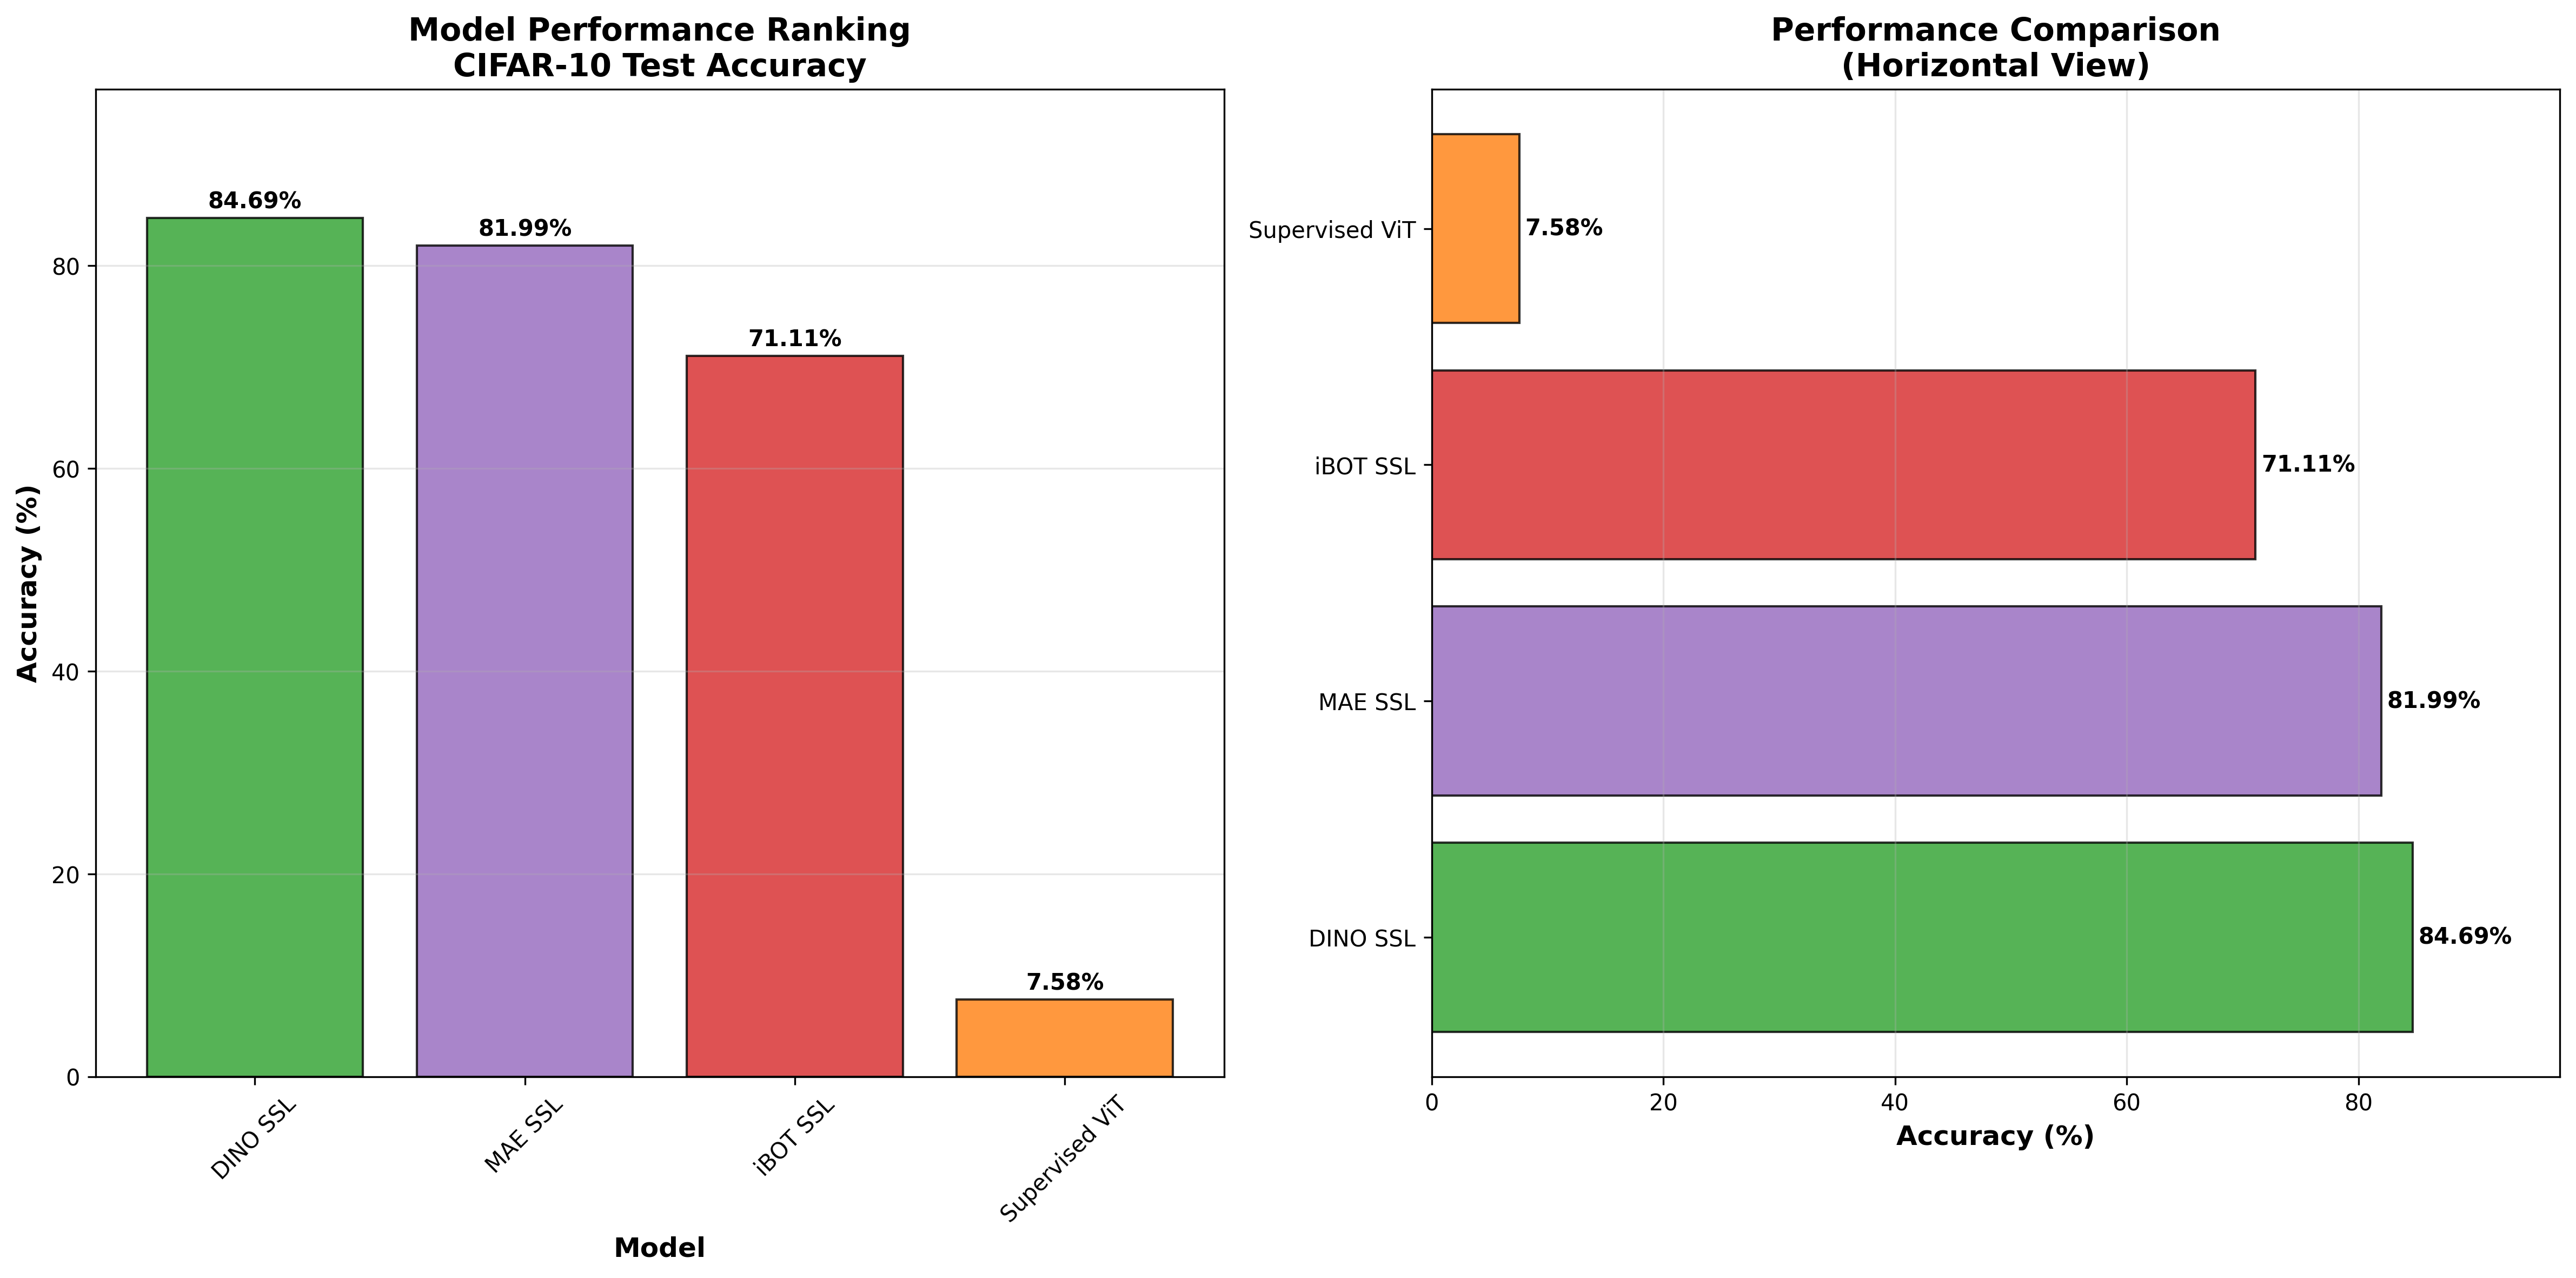 Model Performance Ranking
CIFAR-10 Test Accuracy
84.69%
81.99%
71.11%
7.58%
80
60
40
20
0
Accuracy (%)
DINO SSL
MAE SSL
iBOT SSL
Supervised ViT
Model
Performance Comparison
(Horizontal View)
Supervised ViT
7.58%
iBOT SSL
71.11%
MAE SSL
81.99%
DINO SSL
84.69%
0
20
40
60
80
Accuracy (%)